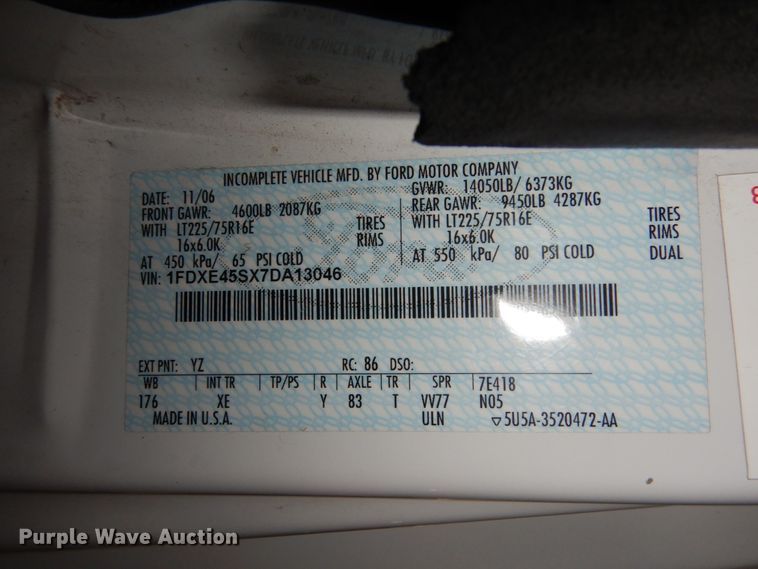 INCOMPLETE VEHICLE MFD. BY FORD MOTOR COMPANY
DATE: 11/06 GVWR: 14050LB/ 6373KG
FRONT GAWR: 4600LB 2087KG REAR GAWR: 9450LB 4287KG
WITH LT225/75R16E TIRES WITH LT225/75R16E TIRES
16x6.0K RIMS 16x6.0K RIMS
AT 450 kPa/ 65 PSI COLD AT 550 kPa/ 80 PSI COLD DUAL
VIN: 1FDXE45SX7DA13046
EXT PNT: YZ RC: 86 DSO:
WB INT TR TP/PS R AXLE TR SPR 7E418
176 XE Y 83 T VV77 N05
MADE IN U.S.A. ULN ▽5U5A-3520472-AA
Purple Wave Auction